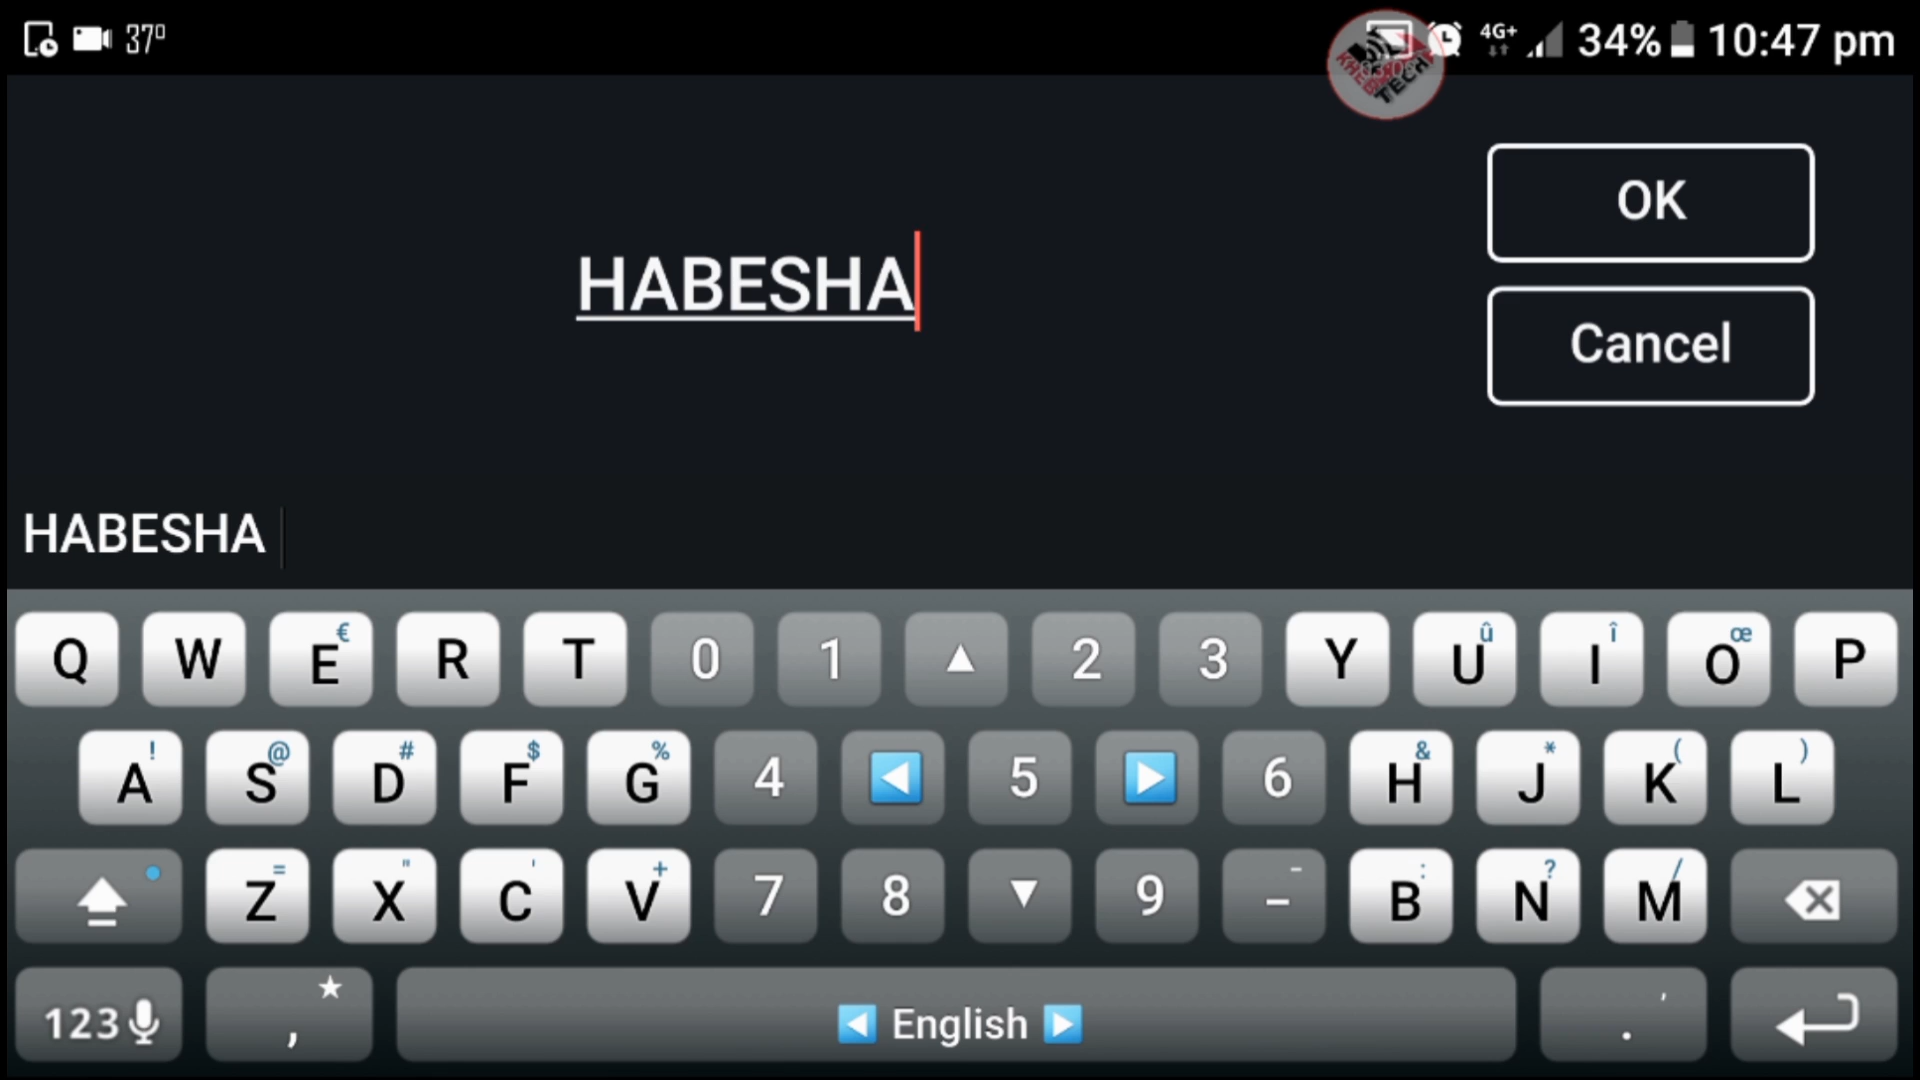 37° 4G+ 34% 10:47 pm
TECH
OK
HABESHA
Cancel
HABESHA
Q W E € R T 0 1 ▲ 2 3 Y U û I î O œ P
A ! S @ D # F $ G % 4 ◀ 5 ▶ 6 H & J * K ( L )
Z = X " C ' V + 7 8 ▼ 9 – - B : N ? M /
123 , ★ ◀ English ▶ . ’